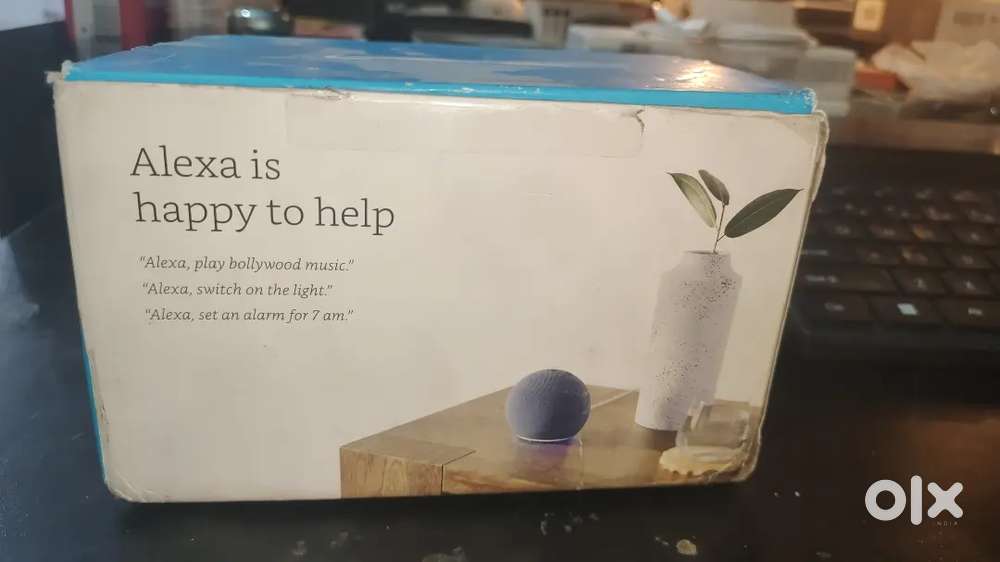 Alexa is
happy to help
"Alexa, play bollywood music."
"Alexa, switch on the light."
"Alexa, set an alarm for 7 am."
olx
INDIA